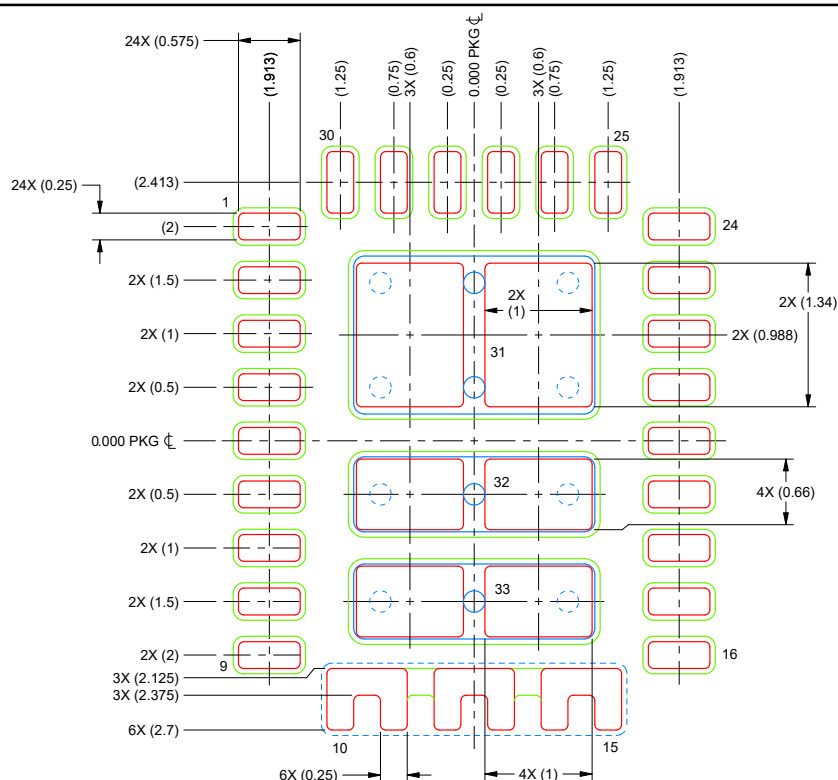 24X (0.575)
(1.913)
(1.25)
(0.75)
3X (0.6)
(0.25)
0.000 PKG ℄
(0.25)
3X (0.6)
(0.75)
(1.25)
(1.913)
30
25
(2.413)
24X (0.25)
1
24
(2)
2X (1.5)
2X
(1)
2X (1.34)
2X (1)
2X (0.988)
31
2X (0.5)
0.000 PKG ℄
32
2X (0.5)
4X (0.66)
2X (1)
33
2X (1.5)
2X (2)
9
16
3X (2.125)
3X (2.375)
6X (2.7)
10
15
6X (0.25)
4X (1)